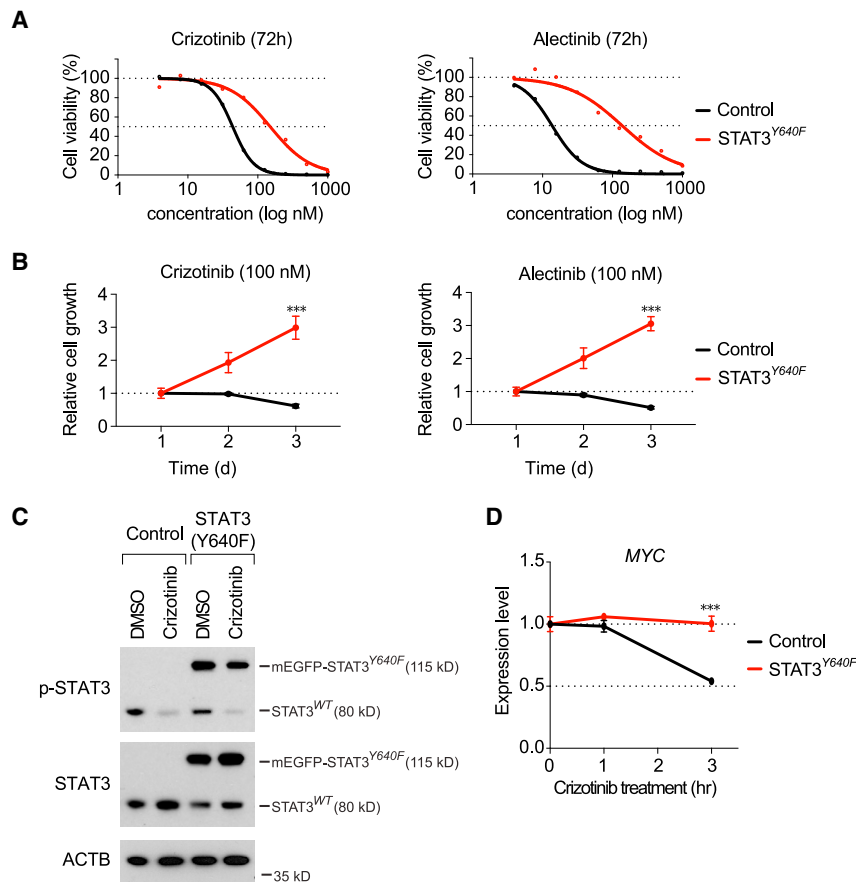 A
Crizotinib (72h)
Cell viability (%)
100
80
60
40
20
0
1
10
100
1000
concentration (log nM)
Alectinib (72h)
Cell viability (%)
100
80
60
40
20
0
1
10
100
1000
concentration (log nM)
Control
STAT3Y640F
B
Crizotinib (100 nM)
Relative cell growth
4
3
2
1
0
1
2
3
Time (d)
***
Alectinib (100 nM)
Relative cell growth
4
3
2
1
0
1
2
3
Time (d)
***
Control
STAT3Y640F
C
Control
STAT3
(Y640F)
DMSO
Crizotinib
DMSO
Crizotinib
p-STAT3
mEGFP-STAT3Y640F (115 kD)
STAT3WT (80 kD)
STAT3
mEGFP-STAT3Y640F (115 kD)
STAT3WT (80 kD)
ACTB
35 kD
D
MYC
Expression level
1.5
1.0
0.5
0.0
0
1
2
3
Crizotinib treatment (hr)
***
Control
STAT3Y640F